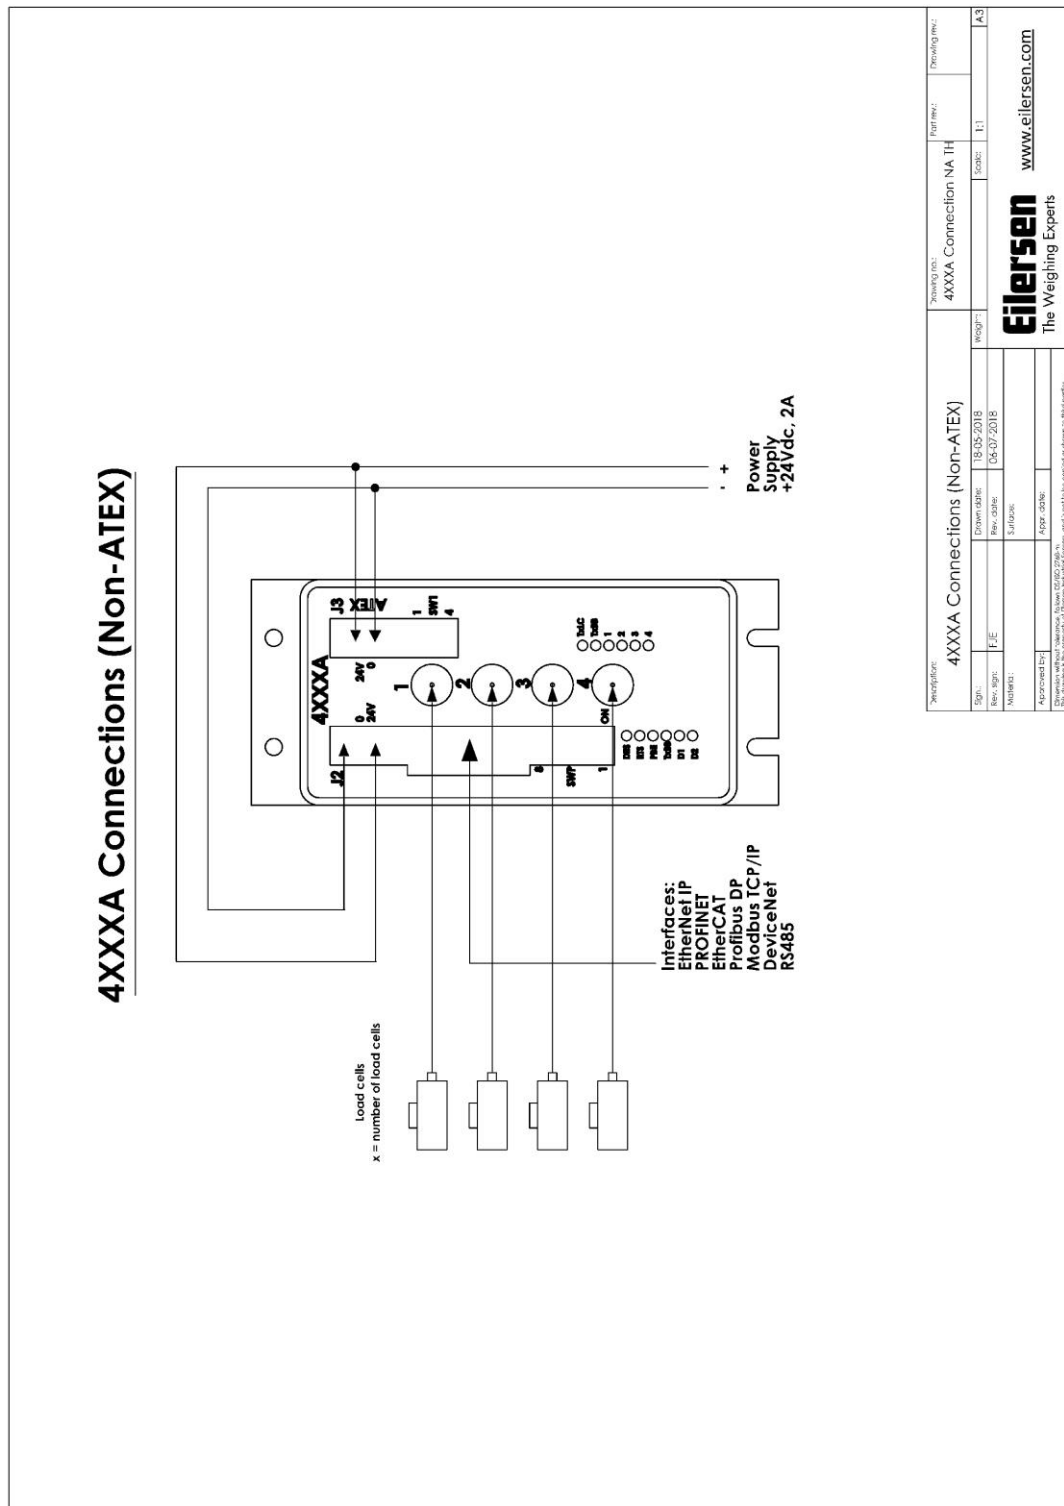 4XXXA Connections (Non-ATEX)
Load cells
x = number of load cells
Interfaces:
EtherNet IP
PROFINET
EtherCAT
Profibus DP
Modbus TCP/IP
DeviceNet
RS485
4XXXA
J2
0
24V
24V
0
J3
ATEX
1
SW1
4
1
2
3
4
8
SWP
1
ON
TxBB
D1
D2
TxLC
TxBB
1
2
3
4
- +
Power
Supply
+24Vdc, 2A
4XXXA Connections (Non-ATEX)
Drawing no.:
4XXXA Connection NA TH
Part rev.:
Drawing rev.:
Sign.:
Drawn date:
18-05-2018
Weight:
Scale:
1:1
A3
Rev. sign:
FJE
Rev. date:
06-07-2018
Material:
Surface:
Approved by:
Appr. date:
Eilersen
The Weighing Experts
www.eilersen.com